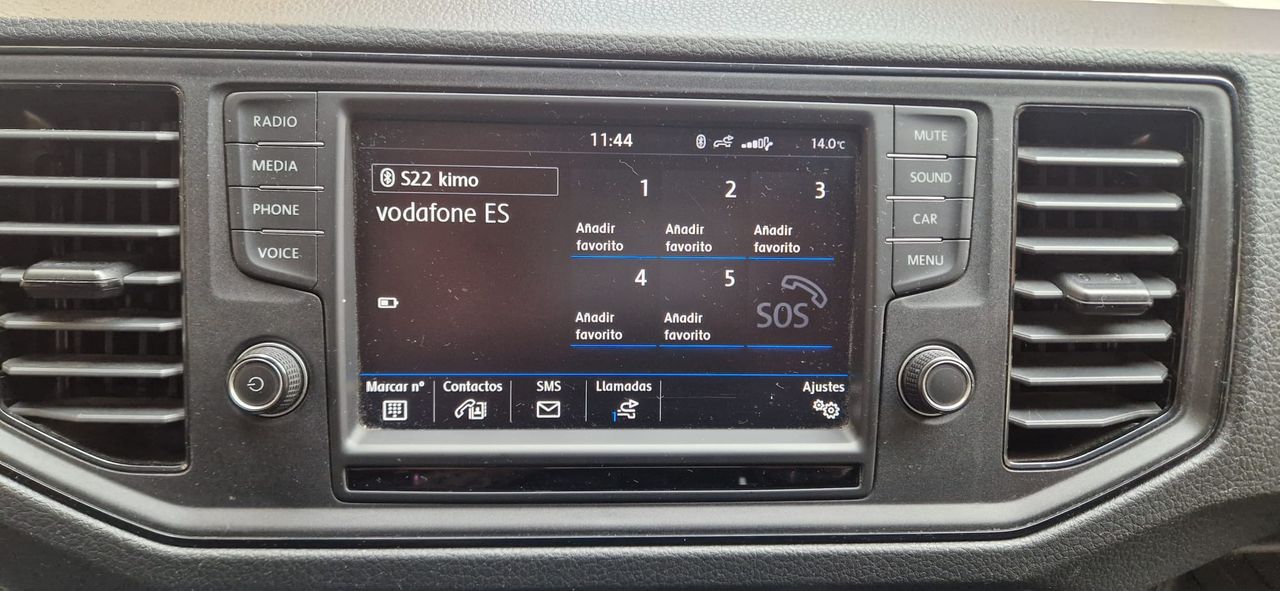 RADIO
MEDIA
PHONE
VOICE
11:44
14.0°C
S22 kimo
vodafone ES
1
Añadir
favorito
2
Añadir
favorito
3
Añadir
favorito
4
Añadir
favorito
5
Añadir
favorito
SOS
Marcar nº
Contactos
SMS
Llamadas
1
Ajustes
MUTE
SOUND
CAR
MENU